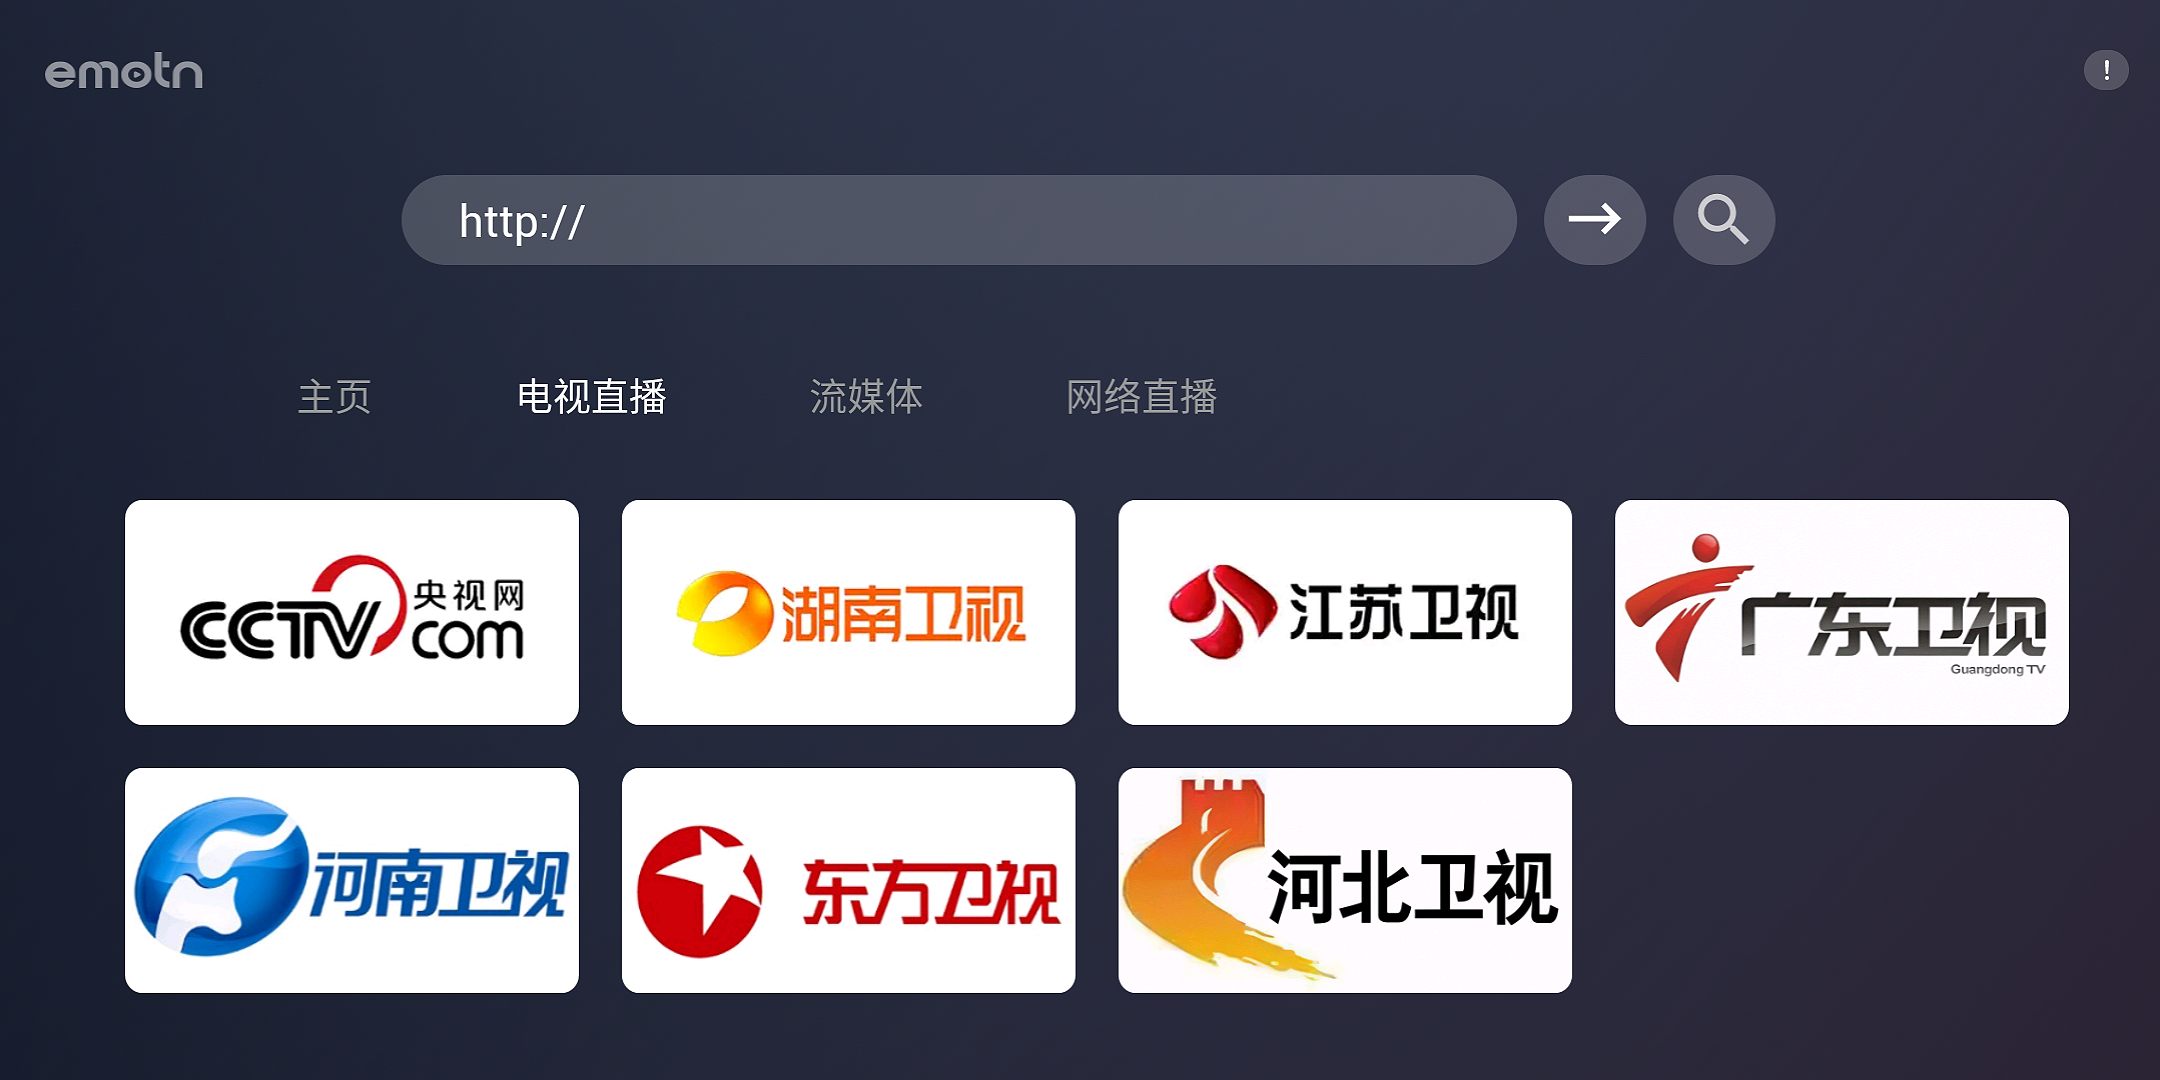 emotn
!
http://
主页 电视直播 流媒体 网络直播
CCTV 央视网
com
湖南卫视
江苏卫视
广东卫视
Guangdong TV
河南卫视
东方卫视
河北卫视